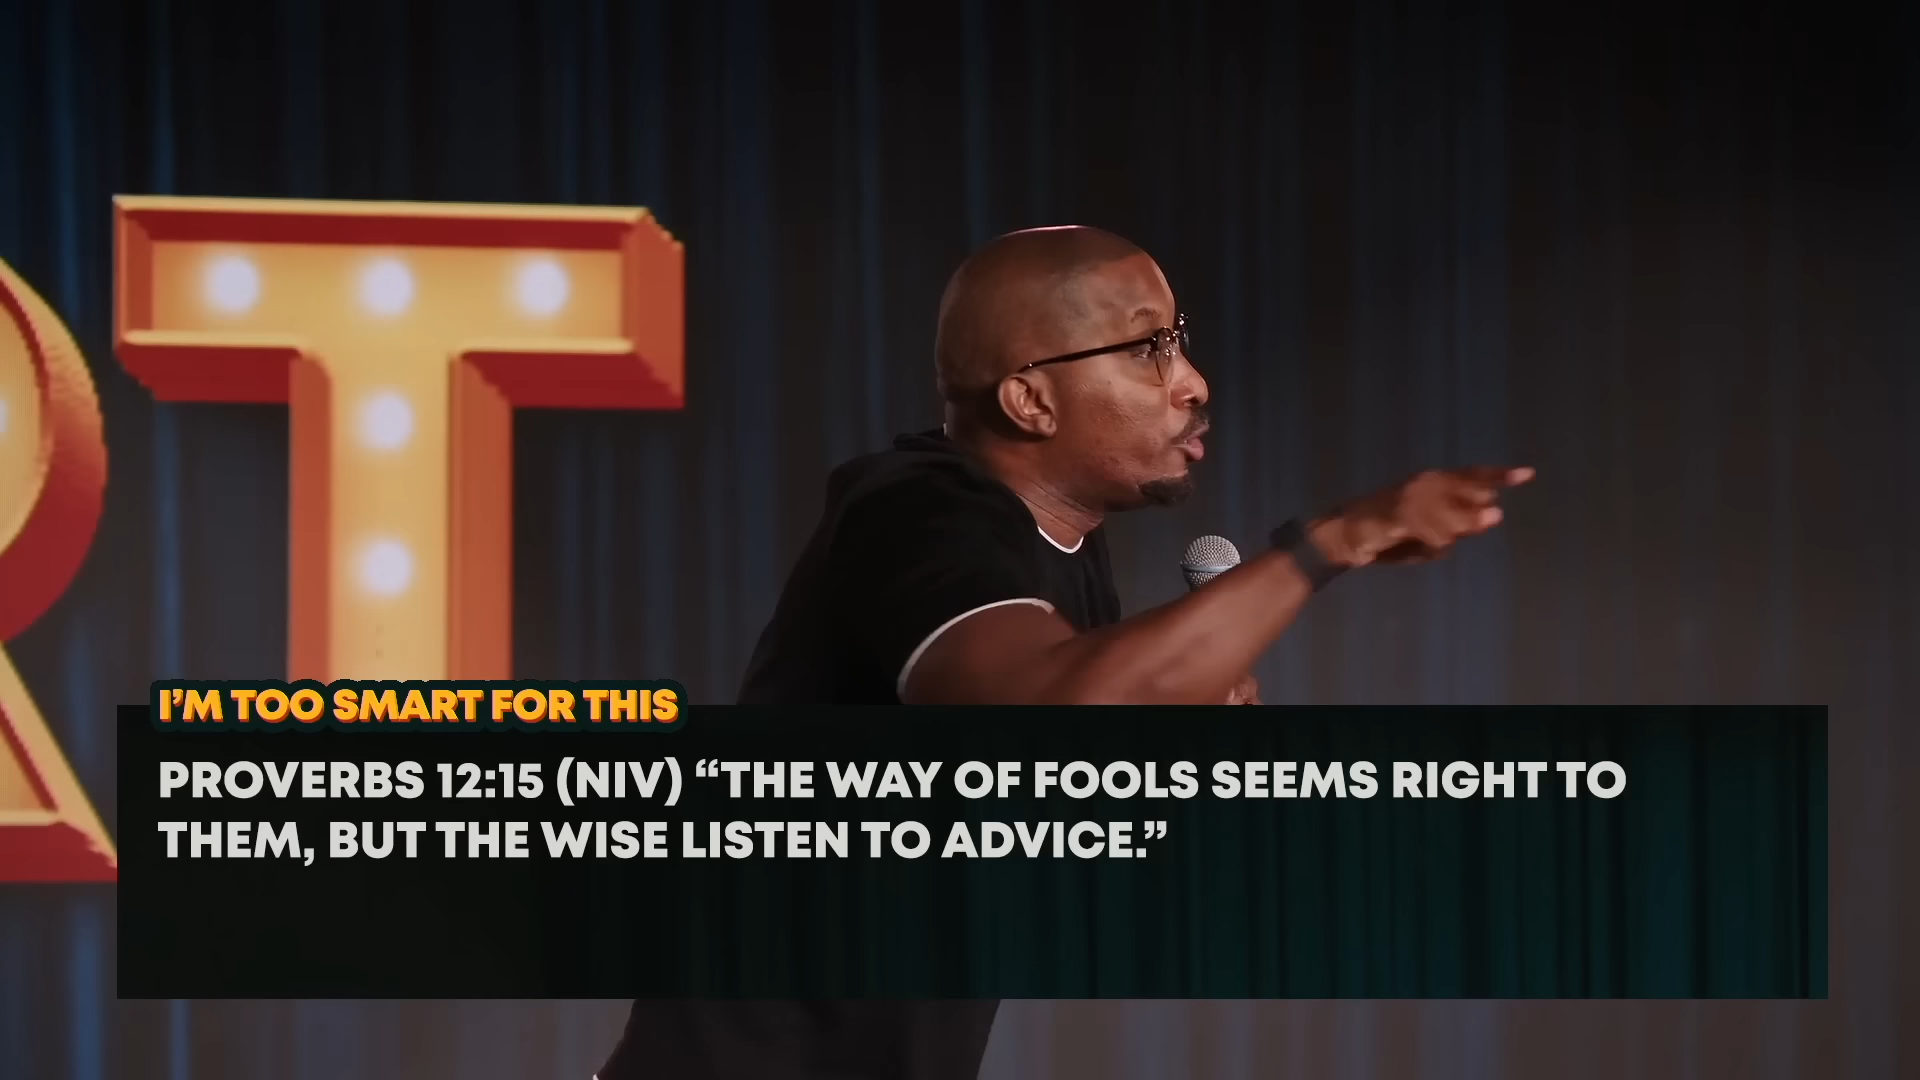 RT
I'M TOO SMART FOR THIS
PROVERBS 12:15 (NIV) “THE WAY OF FOOLS SEEMS RIGHT TO
THEM, BUT THE WISE LISTEN TO ADVICE.”